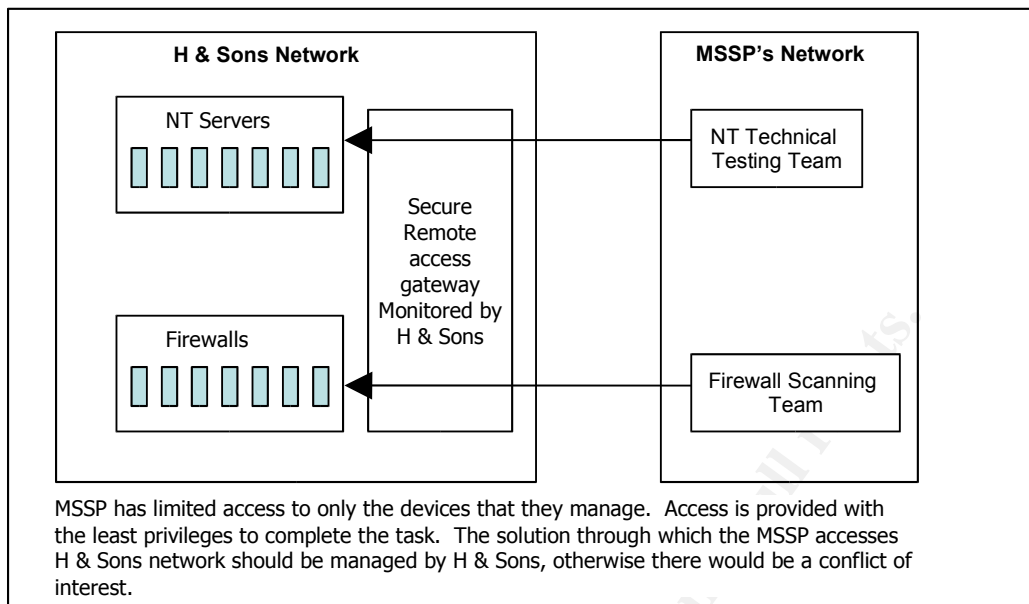 H & Sons Network
MSSP's Network
NT Servers
NT Technical
Testing Team
Secure
Remote
access
gateway
Monitored by
H & Sons
Firewalls
Firewall Scanning
Team
MSSP has limited access to only the devices that they manage. Access is provided with
the least privileges to complete the task. The solution through which the MSSP accesses
H & Sons network should be managed by H & Sons, otherwise there would be a conflict of
interest.